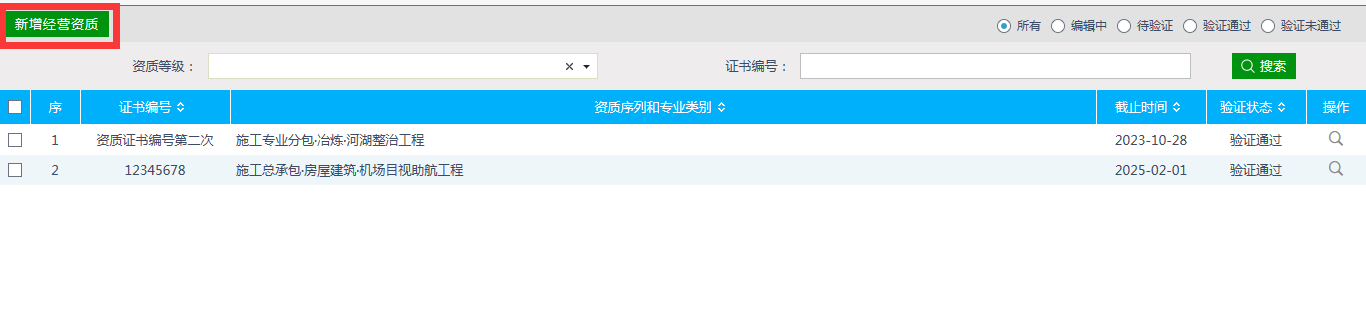 新增经营资质
所有 编辑中 待验证 验证通过 验证未通过
资质等级： 证书编号： 搜索
序 证书编号 资质序列和专业类别 截止时间 验证状态 操作
1 资质证书编号第二次 施工专业分包·冶炼·河湖整治工程 2023-10-28 验证通过
2 12345678 施工总承包·房屋建筑·机场目视助航工程 2025-02-01 验证通过